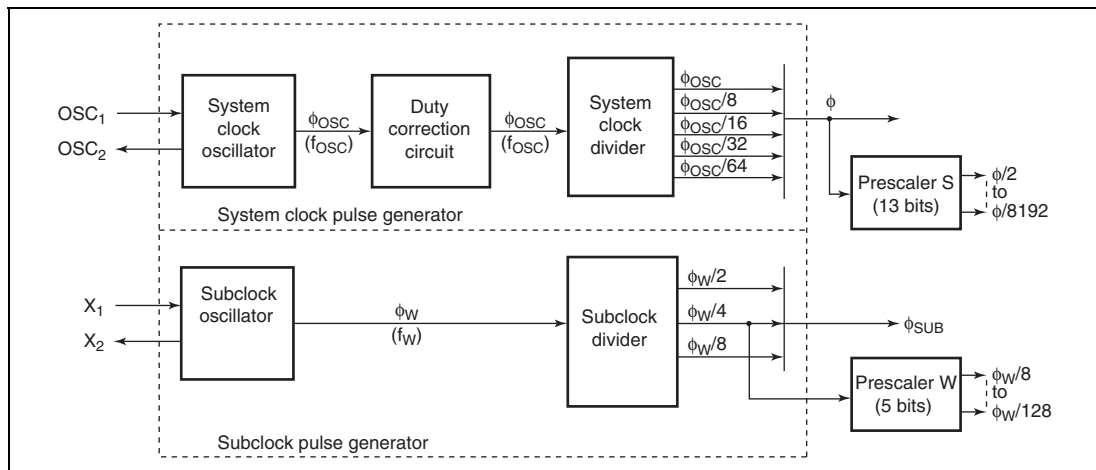 OSC₁
OSC₂
System
clock
oscillator
ϕOSC
(fOSC)
Duty
correction
circuit
ϕOSC
(fOSC)
System
clock
divider
ϕOSC
ϕOSC/8
ϕOSC/16
ϕOSC/32
ϕOSC/64
ϕ
Prescaler S
(13 bits)
ϕ/2
to
ϕ/8192
System clock pulse generator
X₁
X₂
Subclock
oscillator
ϕW
(fW)
Subclock
divider
ϕW/2
ϕW/4
ϕW/8
ϕSUB
Prescaler W
(5 bits)
ϕW/8
to
ϕW/128
Subclock pulse generator